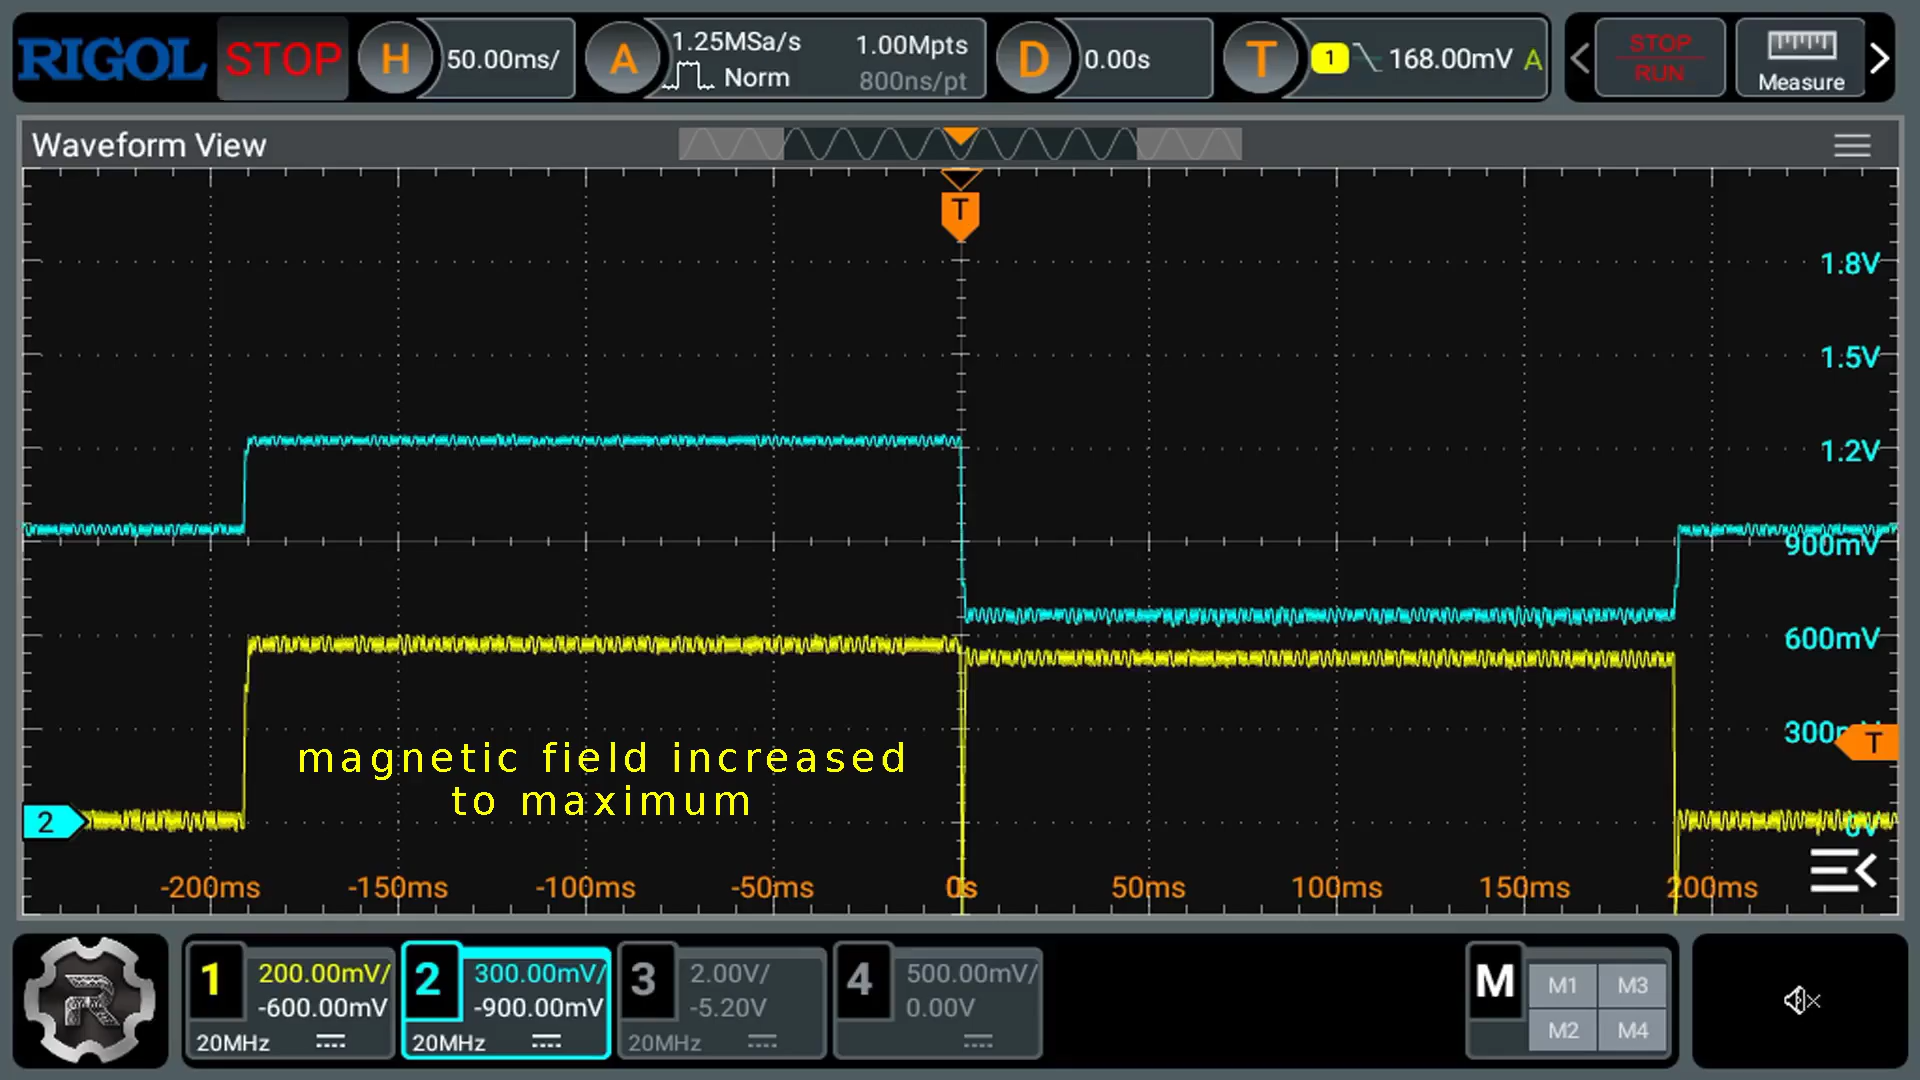 RIGOL STOP H 50.00ms/ A 1.25MSa/s 1.00Mpts D 0.00s T 1 168.00mV A STOP Measure
Norm 800ns/pt RUN
Waveform View
T
1.8V
1.5V
1.2V
900mV
600mV
300m
T
magnetic field increased
to maximum
2
0V
-200ms -150ms -100ms -50ms 0s 50ms 100ms 150ms 200ms
1 200.00mV/ 2 300.00mV/ 3 2.00V/ 4 500.00mV/ M M1 M3
-600.00mV -900.00mV -5.20V 0.00V
20MHz 20MHz 20MHz M2 M4
R